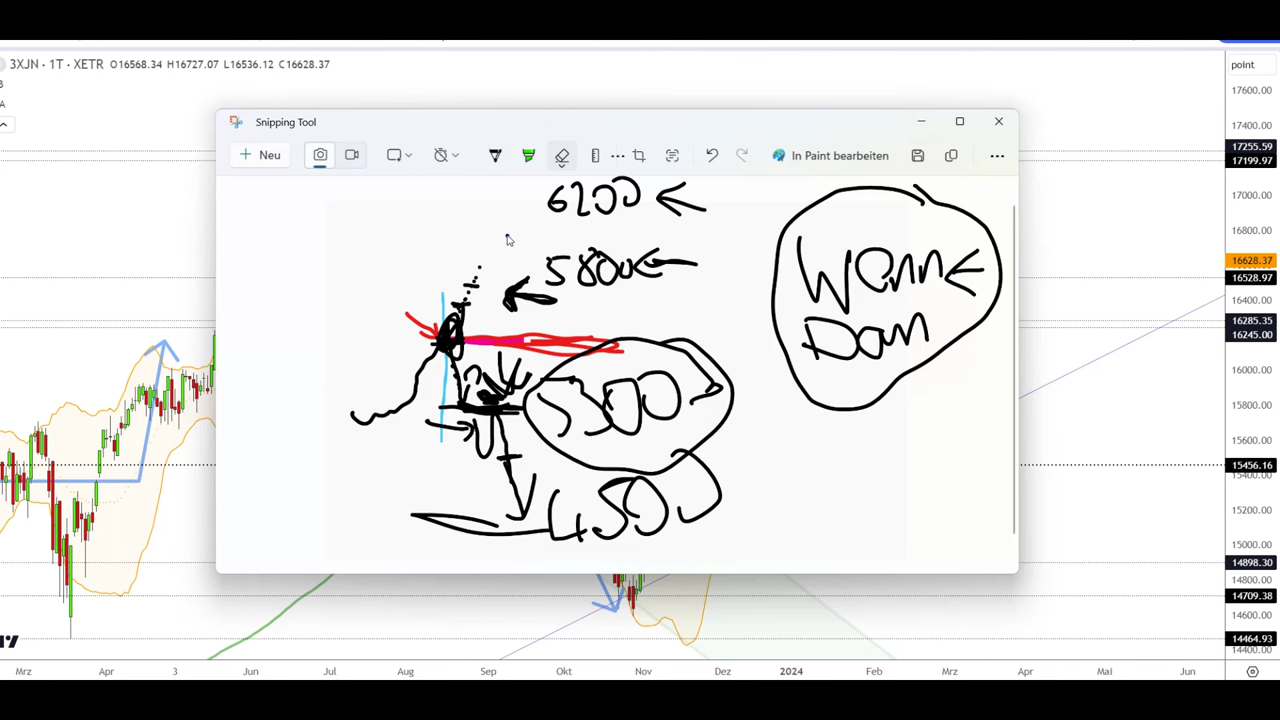 3XJN · 1T · XETR O16568.34 H16727.07 L16536.12 C16628.37
point
B
A
Snipping Tool
Neu
In Paint bearbeiten
17600.00
17400.00
17255.59
17199.97
17000.00
16800.00
16628.37
16528.97
16400.00
16285.35
16245.00
16000.00
15800.00
15600.00
15456.16
15200.00
15000.00
14898.30
14800.00
14709.38
14600.00
14464.93
14400.00
6200
5800
Wenn
Dan
5300
4500
Mrz
Apr
3
Jun
Jul
Aug
Sep
Okt
Nov
Dez
2024
Feb
Mrz
Apr
Mai
Jun